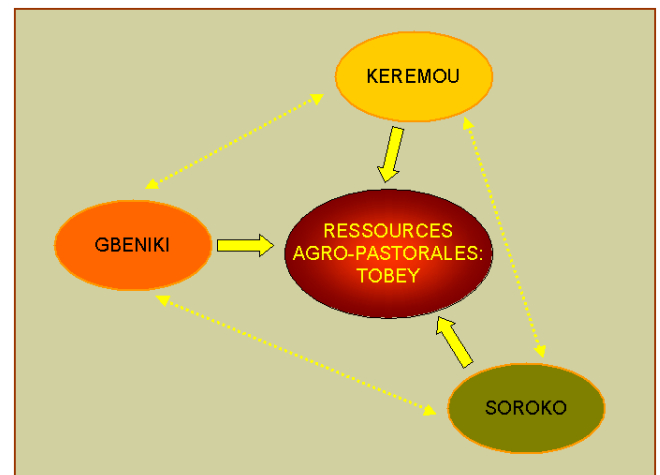 KEREMOU
GBENIKI
RESSOURCES
AGRO-PASTORALES:
TOBEY
SOROKO